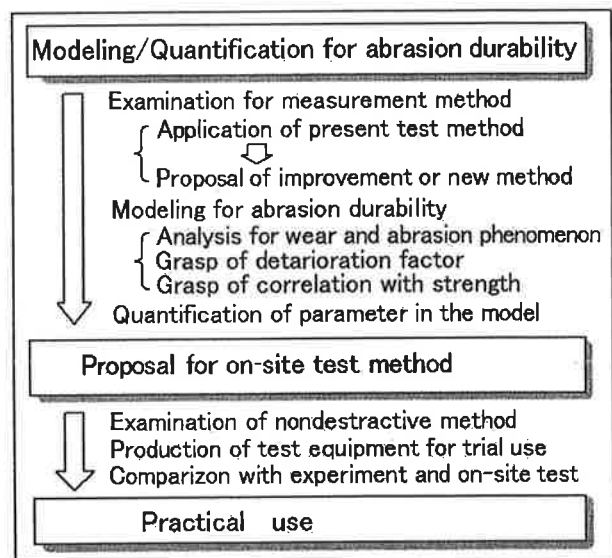 Modeling/Quantification for abrasion durability
Examination for measurement method
Application of present test method
Proposal of improvement or new method
Modeling for abrasion durability
Analysis for wear and abrasion phenomenon
Grasp of detarioration factor
Grasp of correlation with strength
Quantification of parameter in the model
Proposal for on-site test method
Examination of nondestractive method
Production of test equipment for trial use
Comparizon with experiment and on-site test
Practical use